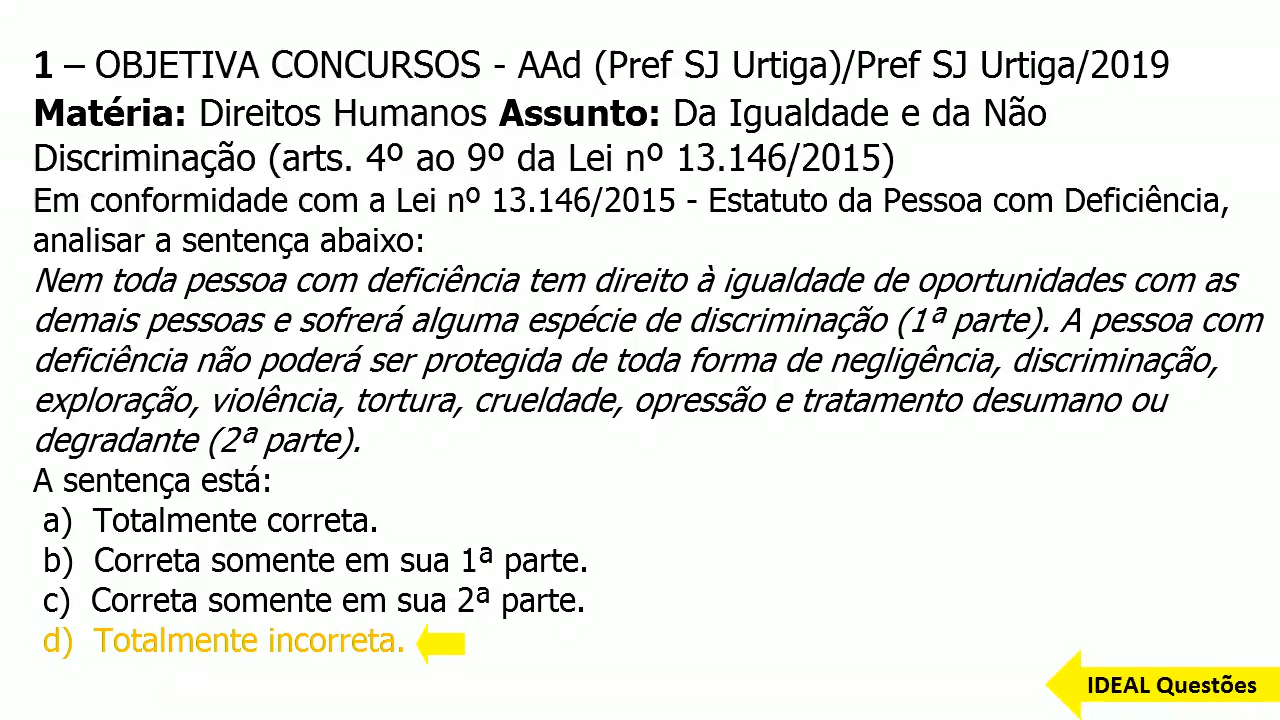 1 – OBJETIVA CONCURSOS - AAd (Pref SJ Urtiga)/Pref SJ Urtiga/2019
Matéria: Direitos Humanos Assunto: Da Igualdade e da Não
Discriminação (arts. 4º ao 9º da Lei nº 13.146/2015)
Em conformidade com a Lei nº 13.146/2015 - Estatuto da Pessoa com Deficiência,
analisar a sentença abaixo:
Nem toda pessoa com deficiência tem direito à igualdade de oportunidades com as
demais pessoas e sofrerá alguma espécie de discriminação (1ª parte). A pessoa com
deficiência não poderá ser protegida de toda forma de negligência, discriminação,
exploração, violência, tortura, crueldade, opressão e tratamento desumano ou
degradante (2ª parte).
A sentença está:
a) Totalmente correta.
b) Correta somente em sua 1ª parte.
c) Correta somente em sua 2ª parte.
d) Totalmente incorreta.
IDEAL Questões